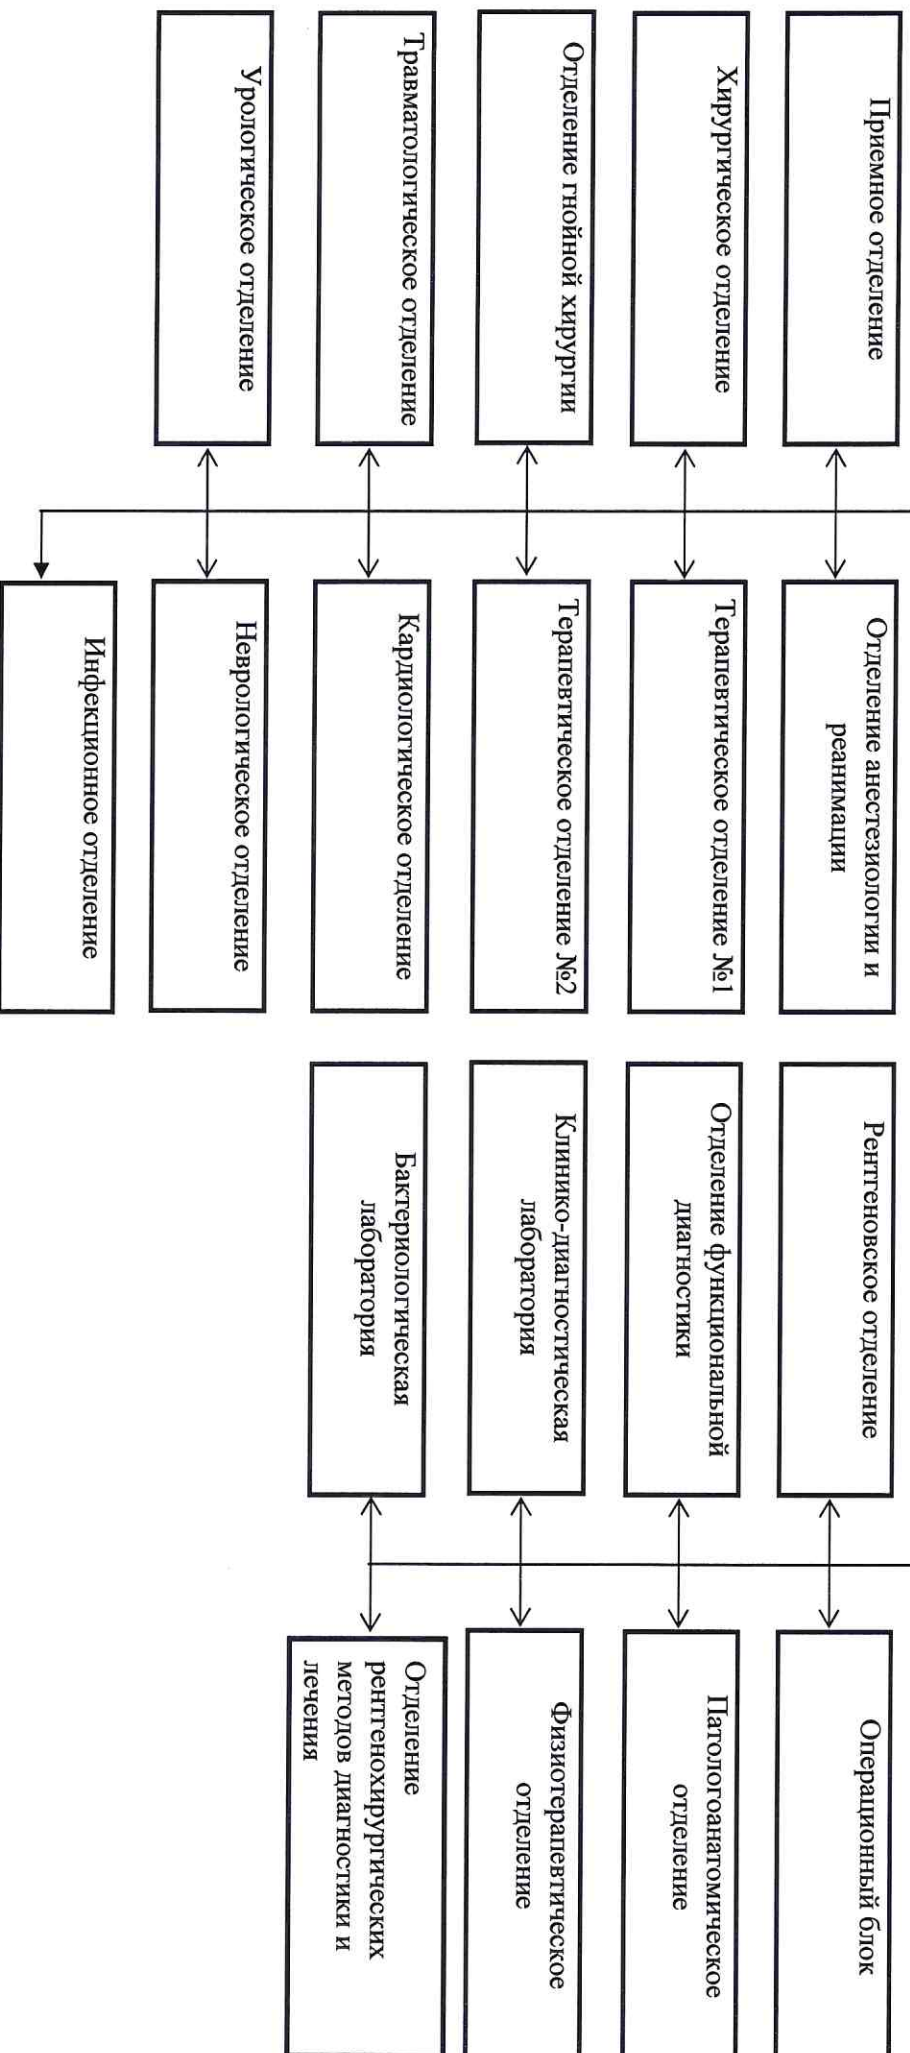 Приемное отделение
Хирургическое отделение
Отделение гнойной хирургии
Травматологическое отделение
Урологическое отделение
Отделение анестезиологии и
реанимации
Терапевтическое отделение №1
Терапевтическое отделение №2
Кардиологическое отделение
Неврологическое отделение
Инфекционное отделение
Рентгеновское отделение
Отделение функциональной
диагностики
Клинико-диагностическая
лаборатория
Бактериологическая
лаборатория
Операционный блок
Патологоанатомическое
отделение
Физиотерапевтическое
отделение
Отделение
рентгенохирургических
методов диагностики и
лечения